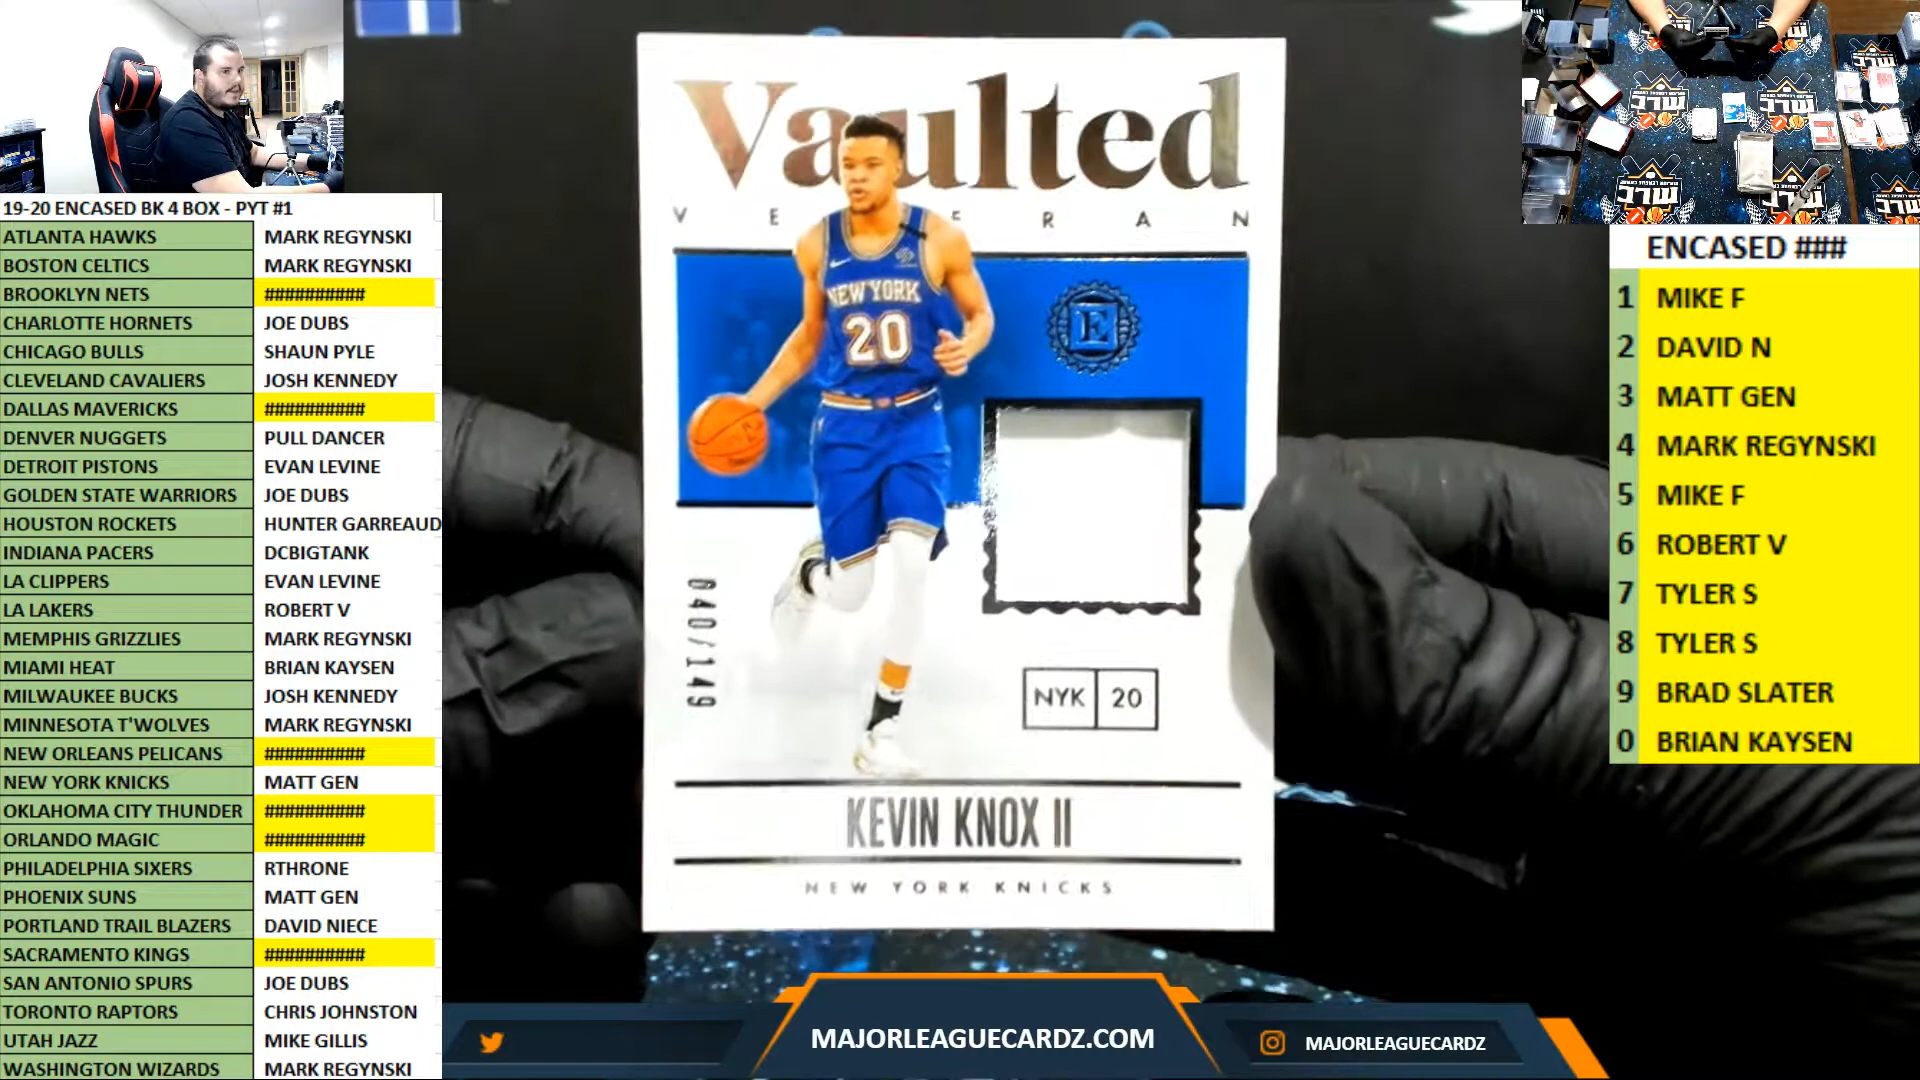 19-20 ENCASED BK 4 BOX - PYT #1
ATLANTA HAWKS MARK REGYNSKI
BOSTON CELTICS MARK REGYNSKI
BROOKLYN NETS ##########
CHARLOTTE HORNETS JOE DUBS
CHICAGO BULLS SHAUN PYLE
CLEVELAND CAVALIERS JOSH KENNEDY
DALLAS MAVERICKS ##########
DENVER NUGGETS PULL DANCER
DETROIT PISTONS EVAN LEVINE
GOLDEN STATE WARRIORS JOE DUBS
HOUSTON ROCKETS HUNTER GARREAUD
INDIANA PACERS DCBIGTANK
LA CLIPPERS EVAN LEVINE
LA LAKERS ROBERT V
MEMPHIS GRIZZLIES MARK REGYNSKI
MIAMI HEAT BRIAN KAYSEN
MILWAUKEE BUCKS JOSH KENNEDY
MINNESOTA T'WOLVES MARK REGYNSKI
NEW ORLEANS PELICANS ##########
NEW YORK KNICKS MATT GEN
OKLAHOMA CITY THUNDER ##########
ORLANDO MAGIC ##########
PHILADELPHIA SIXERS RTHRONE
PHOENIX SUNS MATT GEN
PORTLAND TRAIL BLAZERS DAVID NIECE
SACRAMENTO KINGS ##########
SAN ANTONIO SPURS JOE DUBS
TORONTO RAPTORS CHRIS JOHNSTON
UTAH JAZZ MIKE GILLIS
WASHINGTON WIZARDS MARK REGYNSKI
Vaulted
NEW YORK
20
E
040/149
NYK 20
KEVIN KNOX II
NEW YORK KNICKS
MAJORLEAGUECARDZ.COM
MAJORLEAGUECARDZ
ENCASED ###
1 MIKE F
2 DAVID N
3 MATT GEN
4 MARK REGYNSKI
5 MIKE F
6 ROBERT V
7 TYLER S
8 TYLER S
9 BRAD SLATER
0 BRIAN KAYSEN